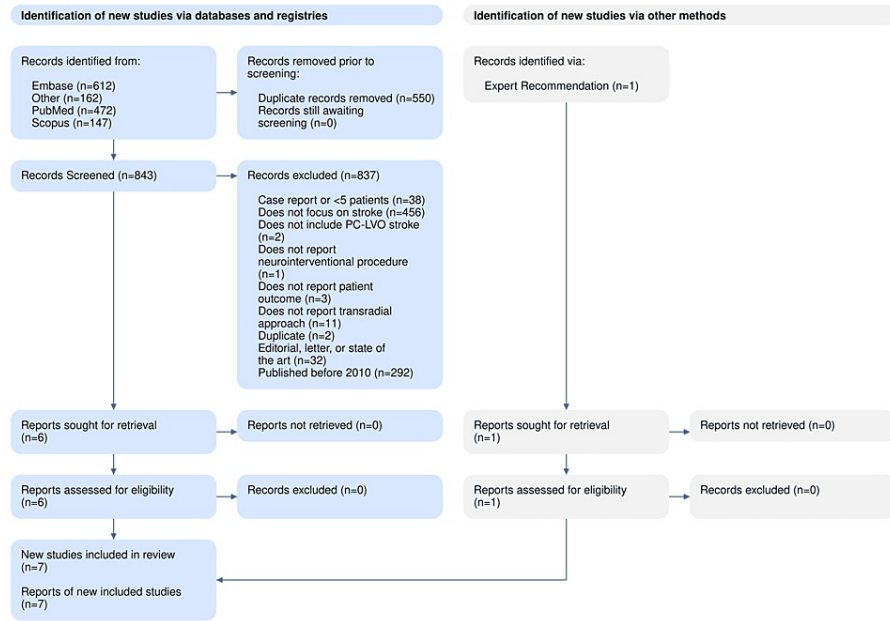 Identification of new studies via databases and registries
Identification of new studies via other methods
Records identified from:
Embase (n=612)
Other (n=162)
PubMed (n=472)
Scopus (n=147)
Records removed prior to
screening:
Duplicate records removed (n=550)
Records still awaiting
screening (n=0)
Records identified via:
Expert Recommendation (n=1)
Records Screened (n=843)
Records excluded (n=837)
Case report or <5 patients (n=38)
Does not focus on stroke (n=456)
Does not include PC-LVO stroke
(n=2)
Does not report
neurointerventional procedure
(n=1)
Does not report patient
outcome (n=3)
Does not report transradial
approach (n=11)
Duplicate (n=2)
Editorial, letter, or state of
the art (n=32)
Published before 2010 (n=292)
Reports sought for retrieval
(n=6)
Reports not retrieved (n=0)
Reports sought for retrieval
(n=1)
Reports not retrieved (n=0)
Reports assessed for eligibility
(n=6)
Records excluded (n=0)
Reports assessed for eligibility
(n=1)
Records excluded (n=0)
New studies included in review
(n=7)
Reports of new included studies
(n=7)